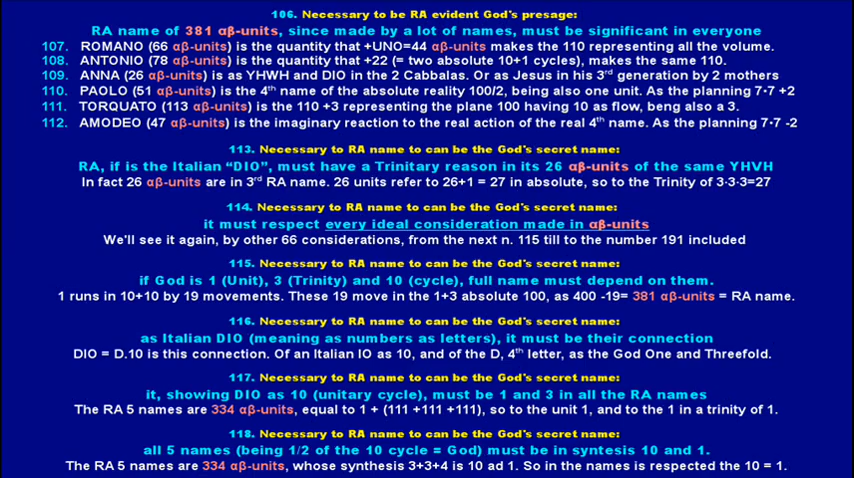 106. Necessary to be RA evident God's presage:
RA name of 381 αβ-units, since made by a lot of names, must be significant in everyone
107. ROMANO (66 αβ-units) is the quantity that +UNO=44 αβ-units makes the 110 representing all the volume.
108. ANTONIO (78 αβ-units) is the quantity that +22 (= two absolute 10+1 cycles), makes the same 110.
109. ANNA (26 αβ-units) is as YHWH and DIO in the 2 Cabbalas. Or as Jesus in his 3rd generation by 2 mothers
110. PAOLO (51 αβ-units) is the 4th name of the absolute reality 100/2, being also one unit. As the planning 7·7 +2
111. TORQUATO (113 αβ-units) is the 110 +3 representing the plane 100 having 10 as flow, beng also a 3.
112. AMODEO (47 αβ-units) is the imaginary reaction to the real action of the real 4th name. As the planning 7·7 -2
113. Necessary to RA name to can be the God's secret name:
RA, if is the Italian “DIO”, must have a Trinitary reason in its 26 αβ-units of the same YHVH
In fact 26 αβ-units are in 3rd RA name. 26 units refer to 26+1 = 27 in absolute, so to the Trinity of 3·3·3=27
114. Necessary to RA name to can be the God's secret name:
it must respect every ideal consideration made in αβ-units
We'll see it again, by other 66 considerations, from the next n. 115 till to the number 191 included
115. Necessary to RA name to can be the God's secret name:
if God is 1 (Unit), 3 (Trinity) and 10 (cycle), full name must depend on them.
1 runs in 10+10 by 19 movements. These 19 move in the 1+3 absolute 100, as 400 -19= 381 αβ-units = RA name.
116. Necessary to RA name to can be the God's secret name:
as Italian DIO (meaning as numbers as letters), it must be their connection
DIO = D.10 is this connection. Of an Italian IO as 10, and of the D, 4th letter, as the God One and Threefold.
117. Necessary to RA name to can be the God's secret name:
it, showing DIO as 10 (unitary cycle), must be 1 and 3 in all the RA names
The RA 5 names are 334 αβ-units, equal to 1 + (111 +111 +111), so to the unit 1, and to the 1 in a trinity of 1.
118. Necessary to RA name to can be the God's secret name:
all 5 names (being 1/2 of the 10 cycle = God) must be in syntesis 10 and 1.
The RA 5 names are 334 αβ-units, whose synthesis 3+3+4 is 10 ad 1. So in the names is respected the 10 = 1.